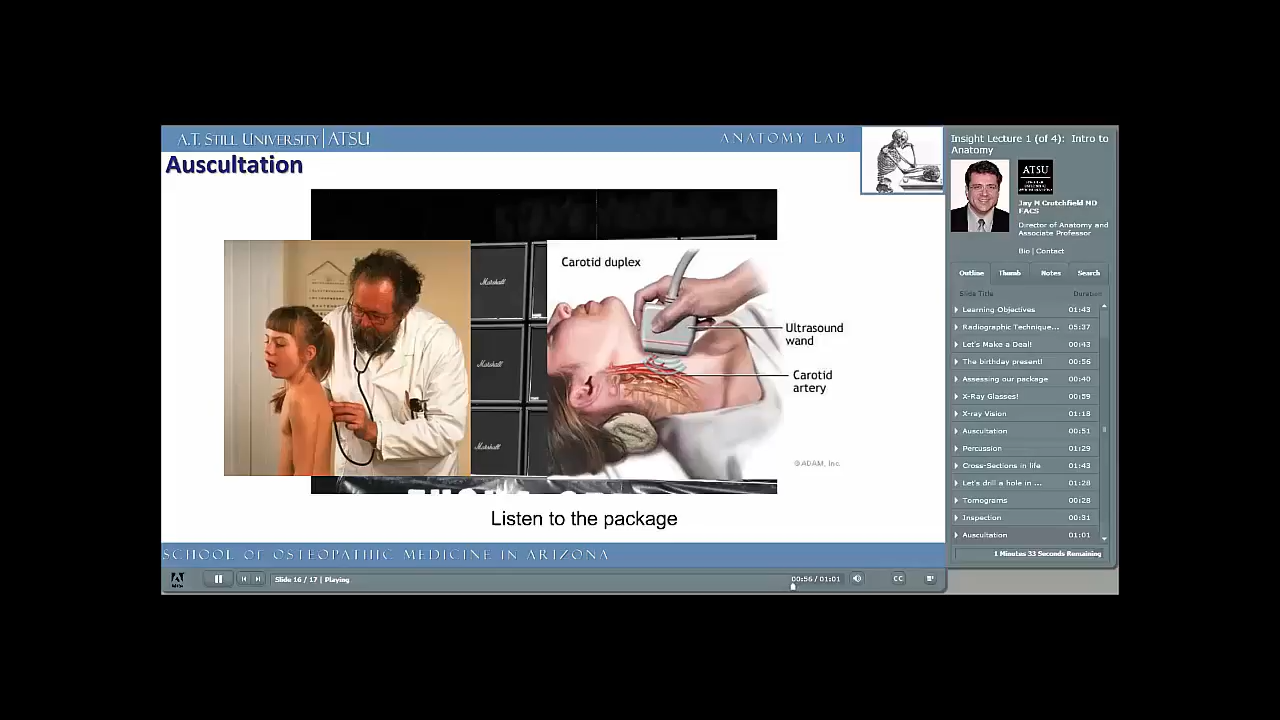 A.T. STILL UNIVERSITY | ATSU
ANATOMY LAB
Auscultation
Marshall
Marshall
Marshall
Carotid duplex
Ultrasound
wand
Carotid
artery
©ADAM, Inc.
Listen to the package
SCHOOL OF OSTEOPATHIC MEDICINE IN ARIZONA
Slide 16 / 17 | Playing
00:56 / 01:01
CC
Insight Lecture 1 (of 4): Intro to
Anatomy
ATSU
Jay M Crutchfield MD
FACS
Director of Anatomy and
Associate Professor
Bio | Contact
Outline Thumb Notes Search
Slide Title Duration
Learning Objectives 01:43
Radiographic Technique... 05:37
Let's Make a Deal! 00:43
The birthday present! 00:56
Assessing our package 00:40
X-Ray Glasses! 00:59
X-ray Vision 01:18
Auscultation 00:51
Percussion 01:29
Cross-Sections in life 01:43
Let's drill a hole in ... 01:28
Tomograms 00:28
Inspection 00:31
Auscultation 01:01
1 Minutes 33 Seconds Remaining